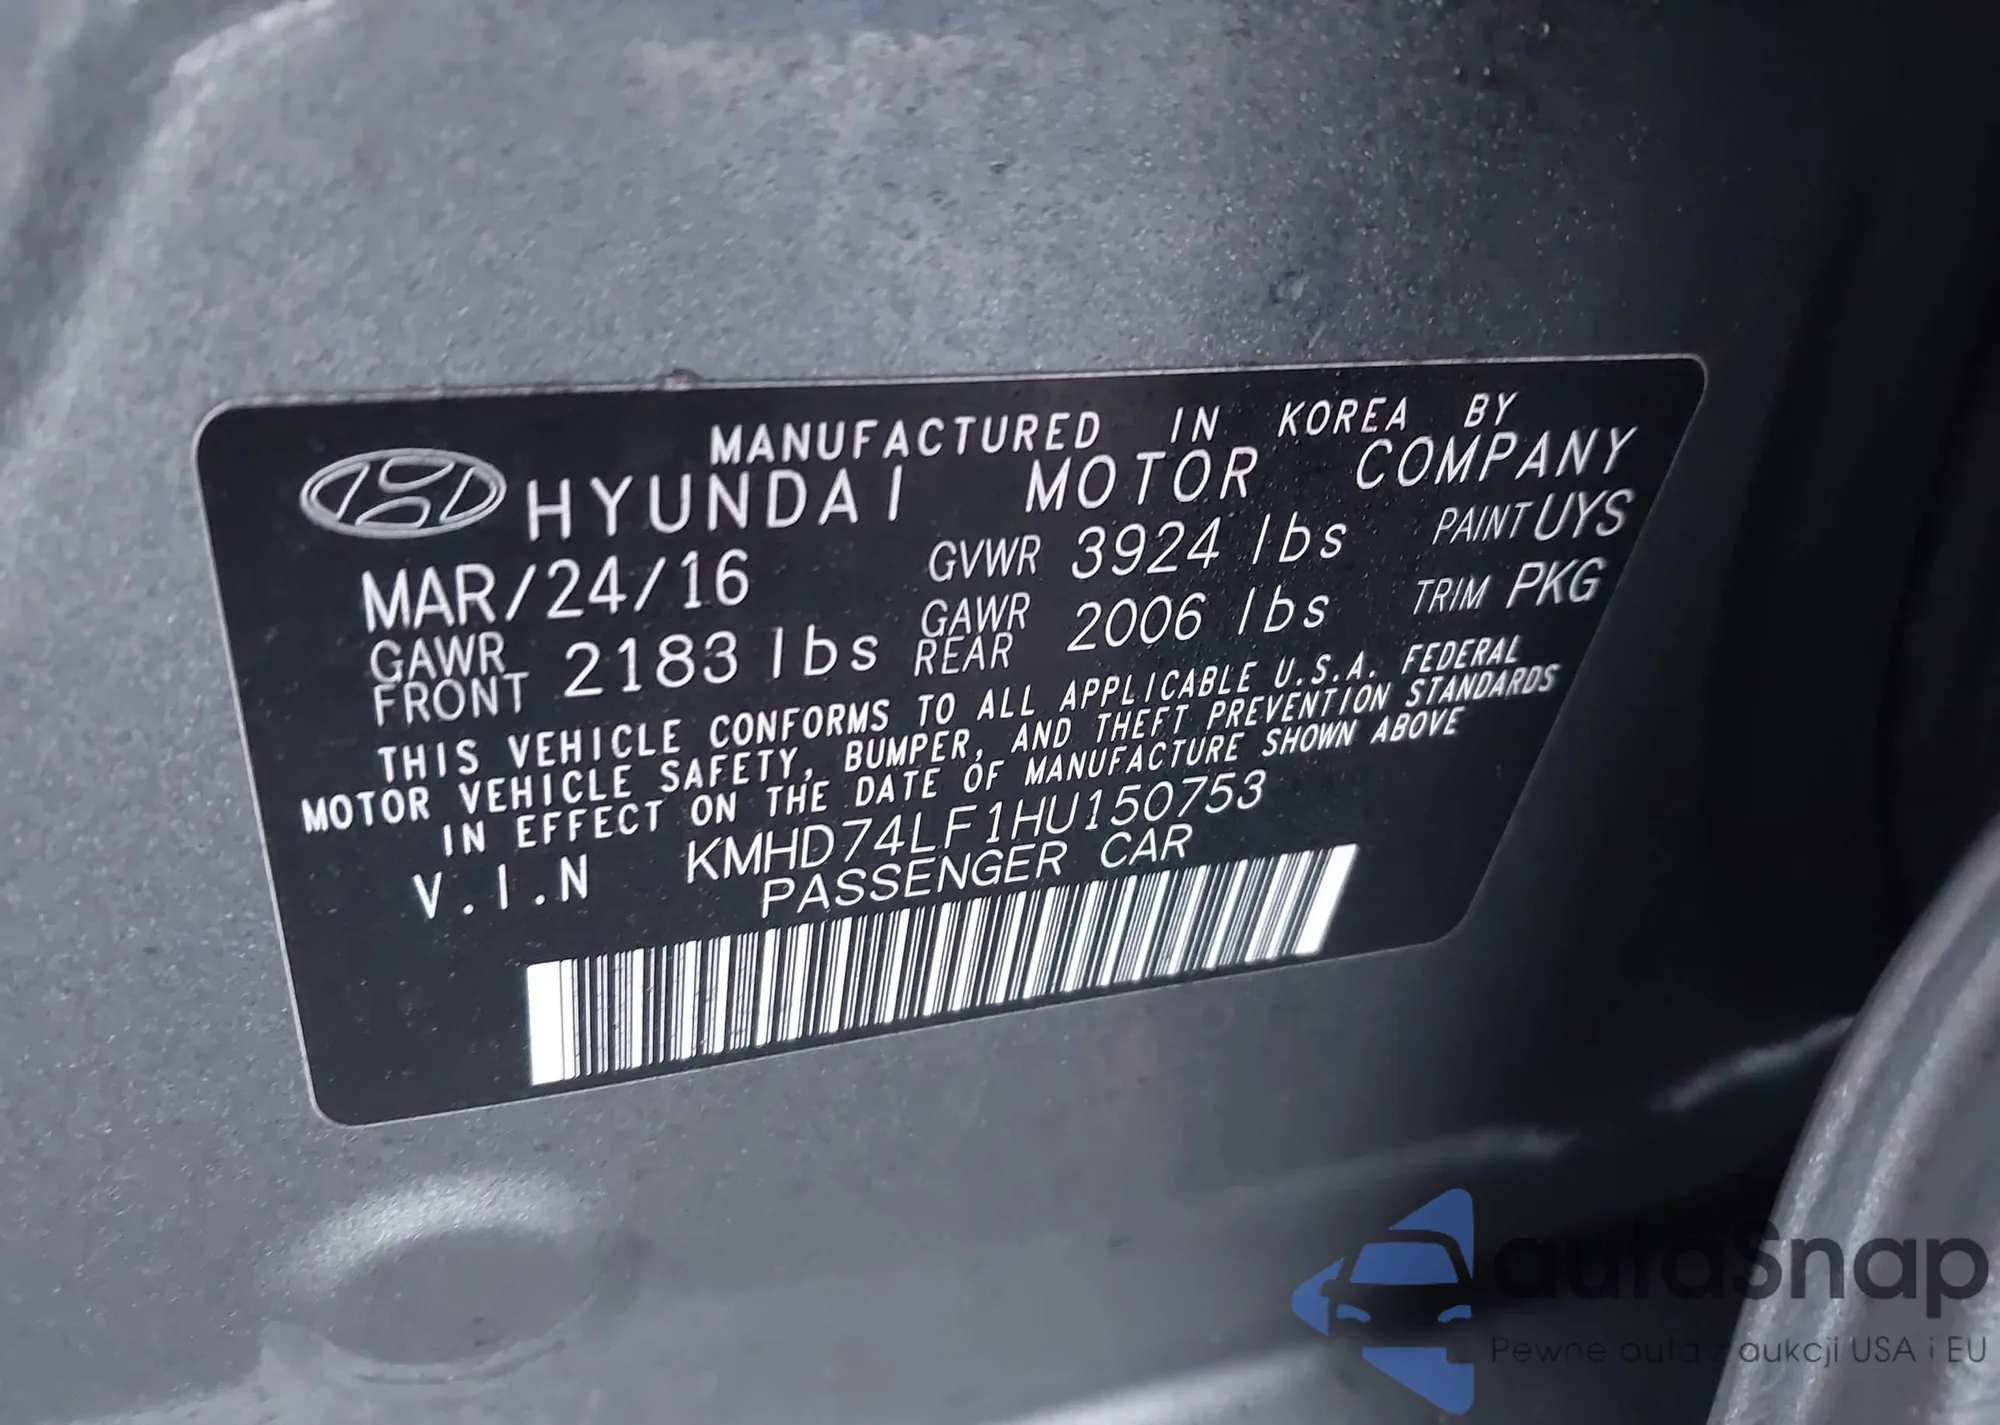 MANUFACTURED IN KOREA BY
HYUNDAI MOTOR COMPANY
MAR/24/16 GVWR 3924 lbs PAINT UYS
GAWR FRONT 2183 lbs GAWR REAR 2006 lbs TRIM PKG
THIS VEHICLE CONFORMS TO ALL APPLICABLE U.S.A. FEDERAL
MOTOR VEHICLE SAFETY, BUMPER, AND THEFT PREVENTION STANDARDS
IN EFFECT ON THE DATE OF MANUFACTURE SHOWN ABOVE
V.I.N KMHD74LF1HU150753
PASSENGER CAR
autaSnap
Pewne auta z aukcji USA i EU